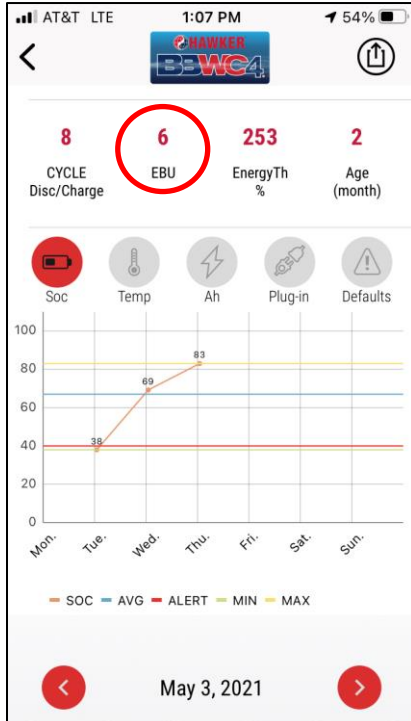 AT&T LTE 1:07 PM 54%
HAWKER
BBWC4
8 6 253 2
CYCLE Disc/Charge EBU EnergyTh % Age (month)
Soc Temp Ah Plug-in Defaults
100
80
60
40
20
0
38 69 83
Mon. Tue. Wed. Thu. Fri. Sat. Sun.
SOC AVG ALERT MIN MAX
May 3, 2021